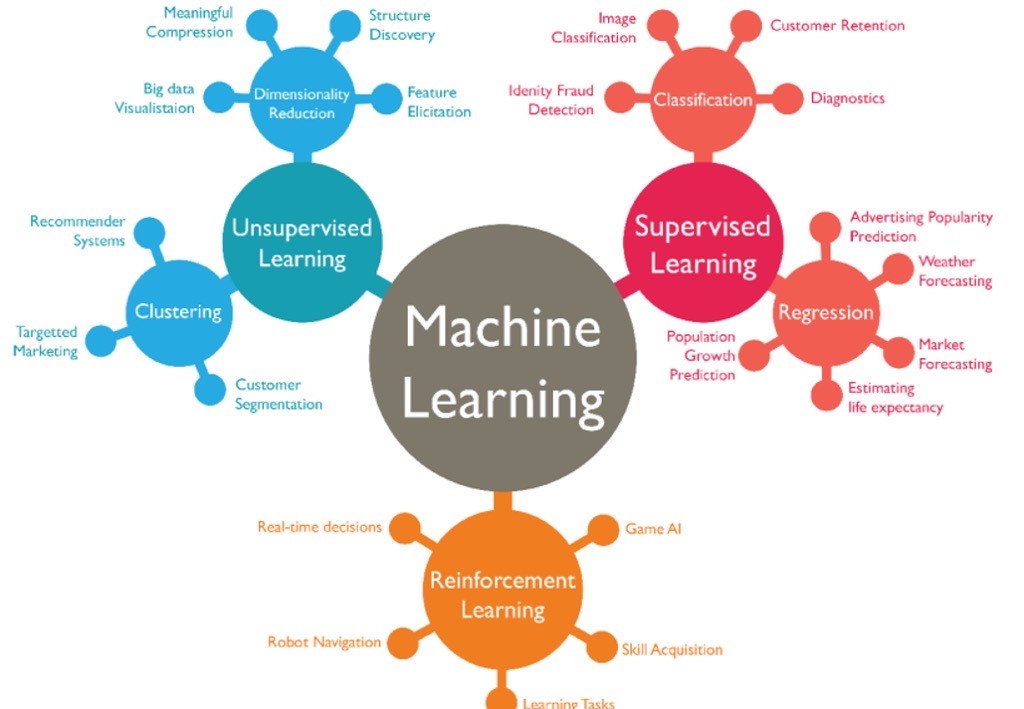 Meaningful
Compression
Structure
Discovery
Big data
Visualistaion
Dimensionality
Reduction
Feature
Elicitation
Unsupervised
Learning
Recommender
Systems
Clustering
Targetted
Marketing
Customer
Segmentation
Image
Classification
Customer Retention
Idenity Fraud
Detection
Classification
Diagnostics
Supervised
Learning
Advertising Popularity
Prediction
Weather
Forecasting
Regression
Population
Growth
Prediction
Market
Forecasting
Estimating
life expectancy
Machine
Learning
Real-time decisions
Game AI
Reinforcement
Learning
Robot Navigation
Skill Acquisition
Learning Tasks